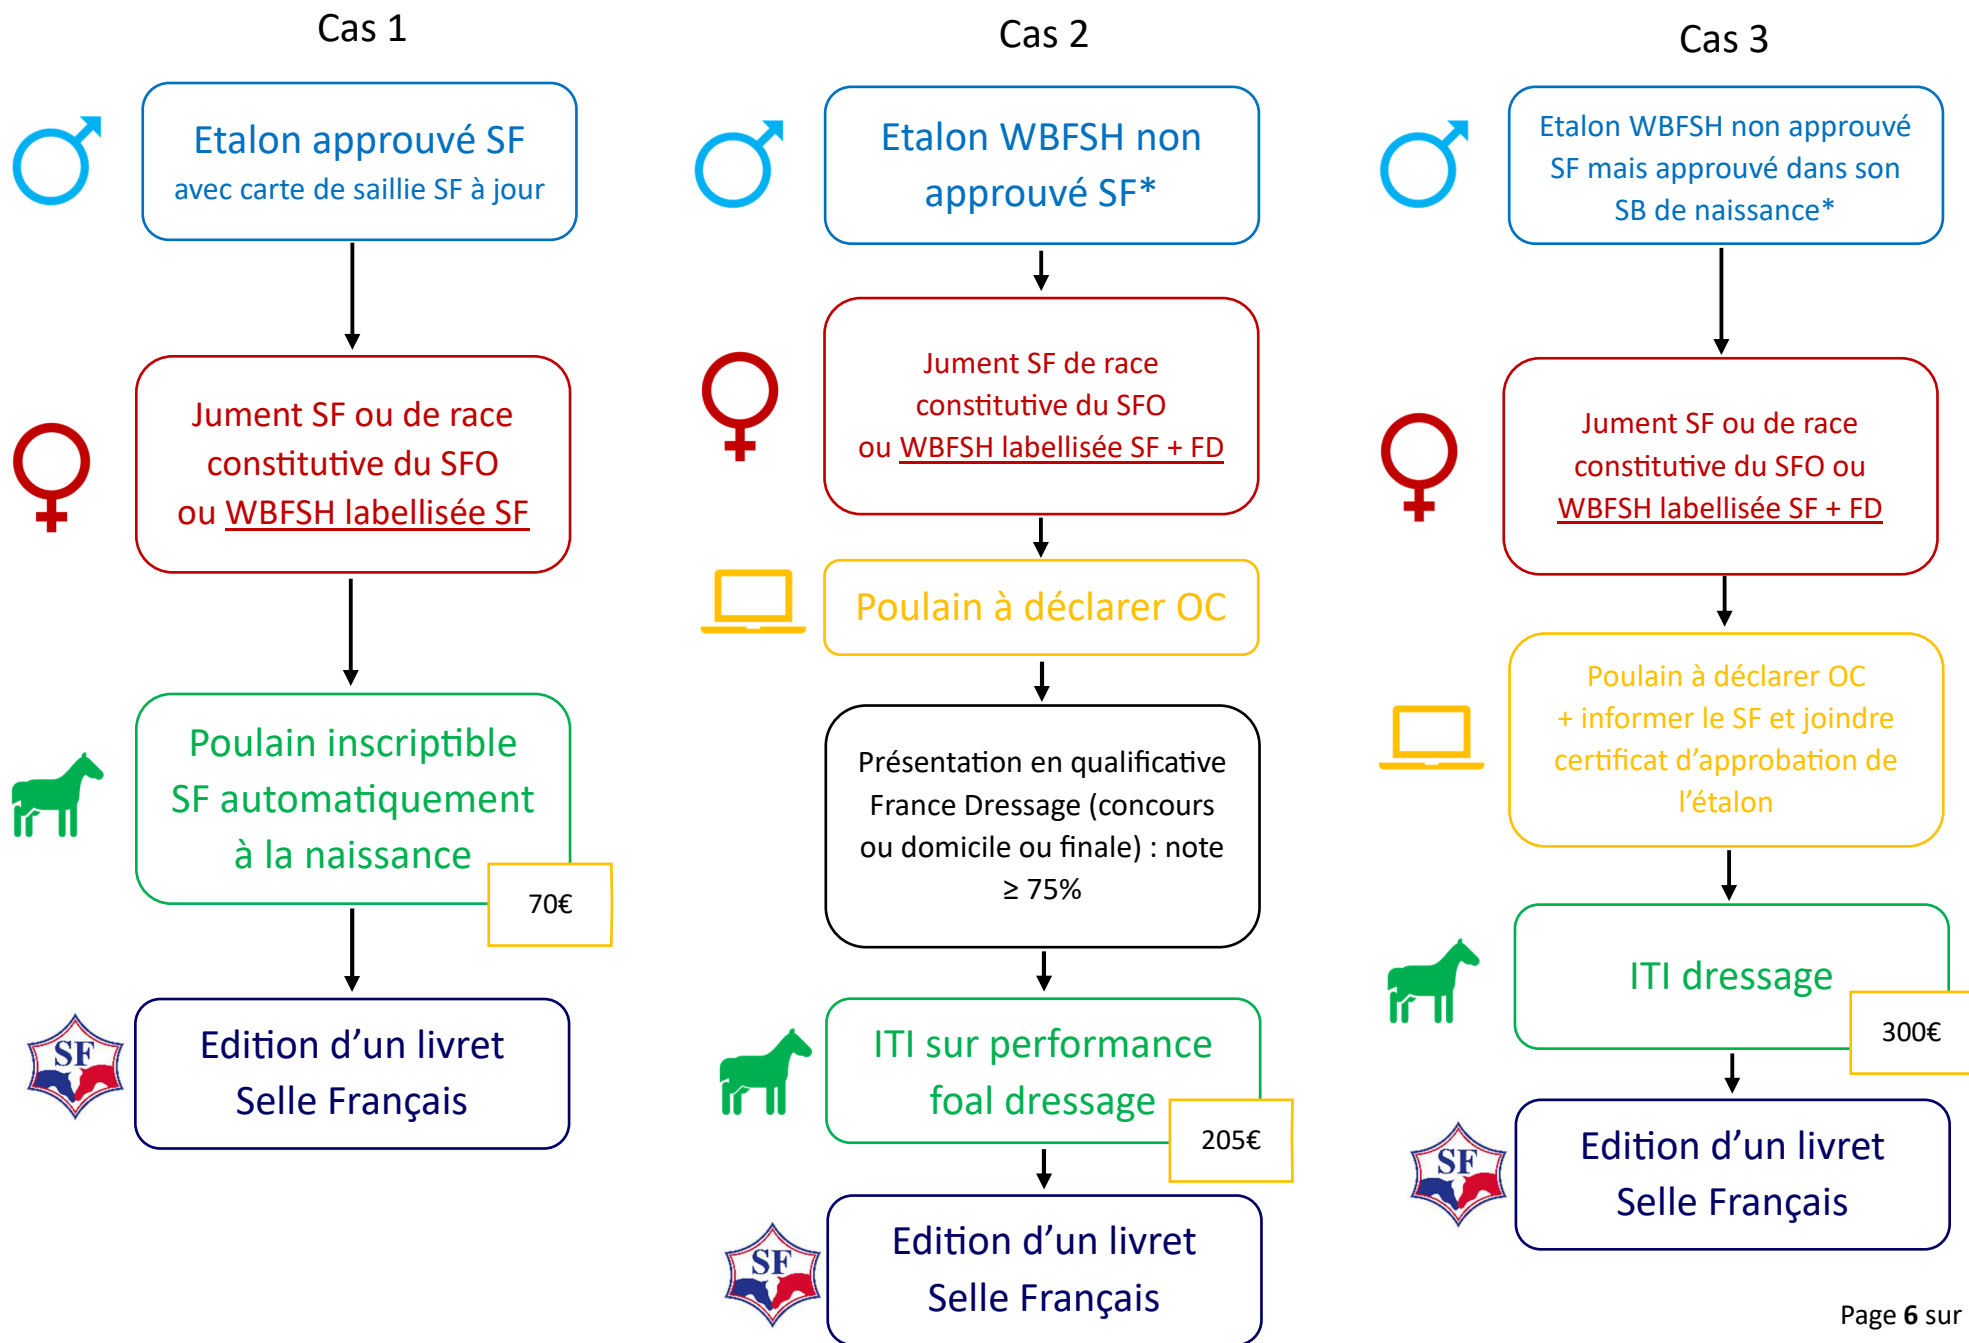 Cas 1
Etalon approuvé SF
avec carte de saillie SF à jour
Jument SF ou de race
constitutive du SFO
ou WBFSH labellisée SF
Poulain inscriptible
SF automatiquement
à la naissance
70€
SF
Edition d’un livret
Selle Français
Cas 2
Etalon WBFSH non
approuvé SF*
Jument SF de race
constitutive du SFO
ou WBFSH labellisée SF + FD
Poulain à déclarer OC
Présentation en qualificative
France Dressage (concours
ou domicile ou finale) : note
≥ 75%
ITI sur performance
foal dressage
205€
SF
Edition d’un livret
Selle Français
Cas 3
Etalon WBFSH non approuvé
SF mais approuvé dans son
SB de naissance*
Jument SF ou de race
constitutive du SFO ou
WBFSH labellisée SF + FD
Poulain à déclarer OC
+ informer le SF et joindre
certificat d’approbation de
l’étalon
ITI dressage
300€
SF
Edition d’un livret
Selle Français
Page 6 sur